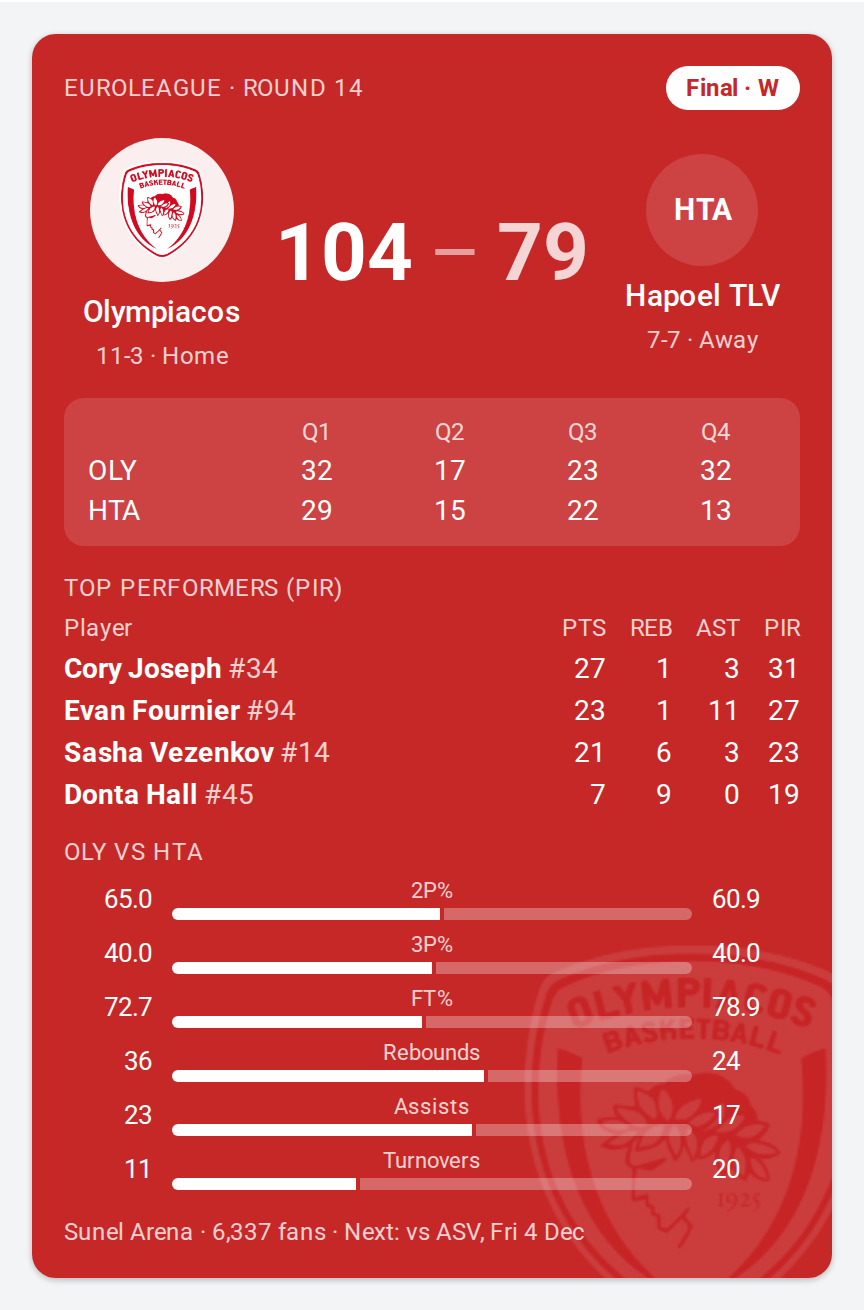 EUROLEAGUE · ROUND 14
Final · W
OLYMPIACOS
BASKETBALL
1925
Olympiacos
11-3 · Home
104 – 79
HTA
Hapoel TLV
7-7 · Away
Q1 Q2 Q3 Q4
OLY 32 17 23 32
HTA 29 15 22 13
TOP PERFORMERS (PIR)
Player PTS REB AST PIR
Cory Joseph #34 27 1 3 31
Evan Fournier #94 23 1 11 27
Sasha Vezenkov #14 21 6 3 23
Donta Hall #45 7 9 0 19
OLY VS HTA
65.0 2P% 60.9
40.0 3P% 40.0
72.7 FT% 78.9
36 Rebounds 24
23 Assists 17
11 Turnovers 20
OLYMPIACOS
BASKETBALL
1925
Sunel Arena · 6,337 fans · Next: vs ASV, Fri 4 Dec